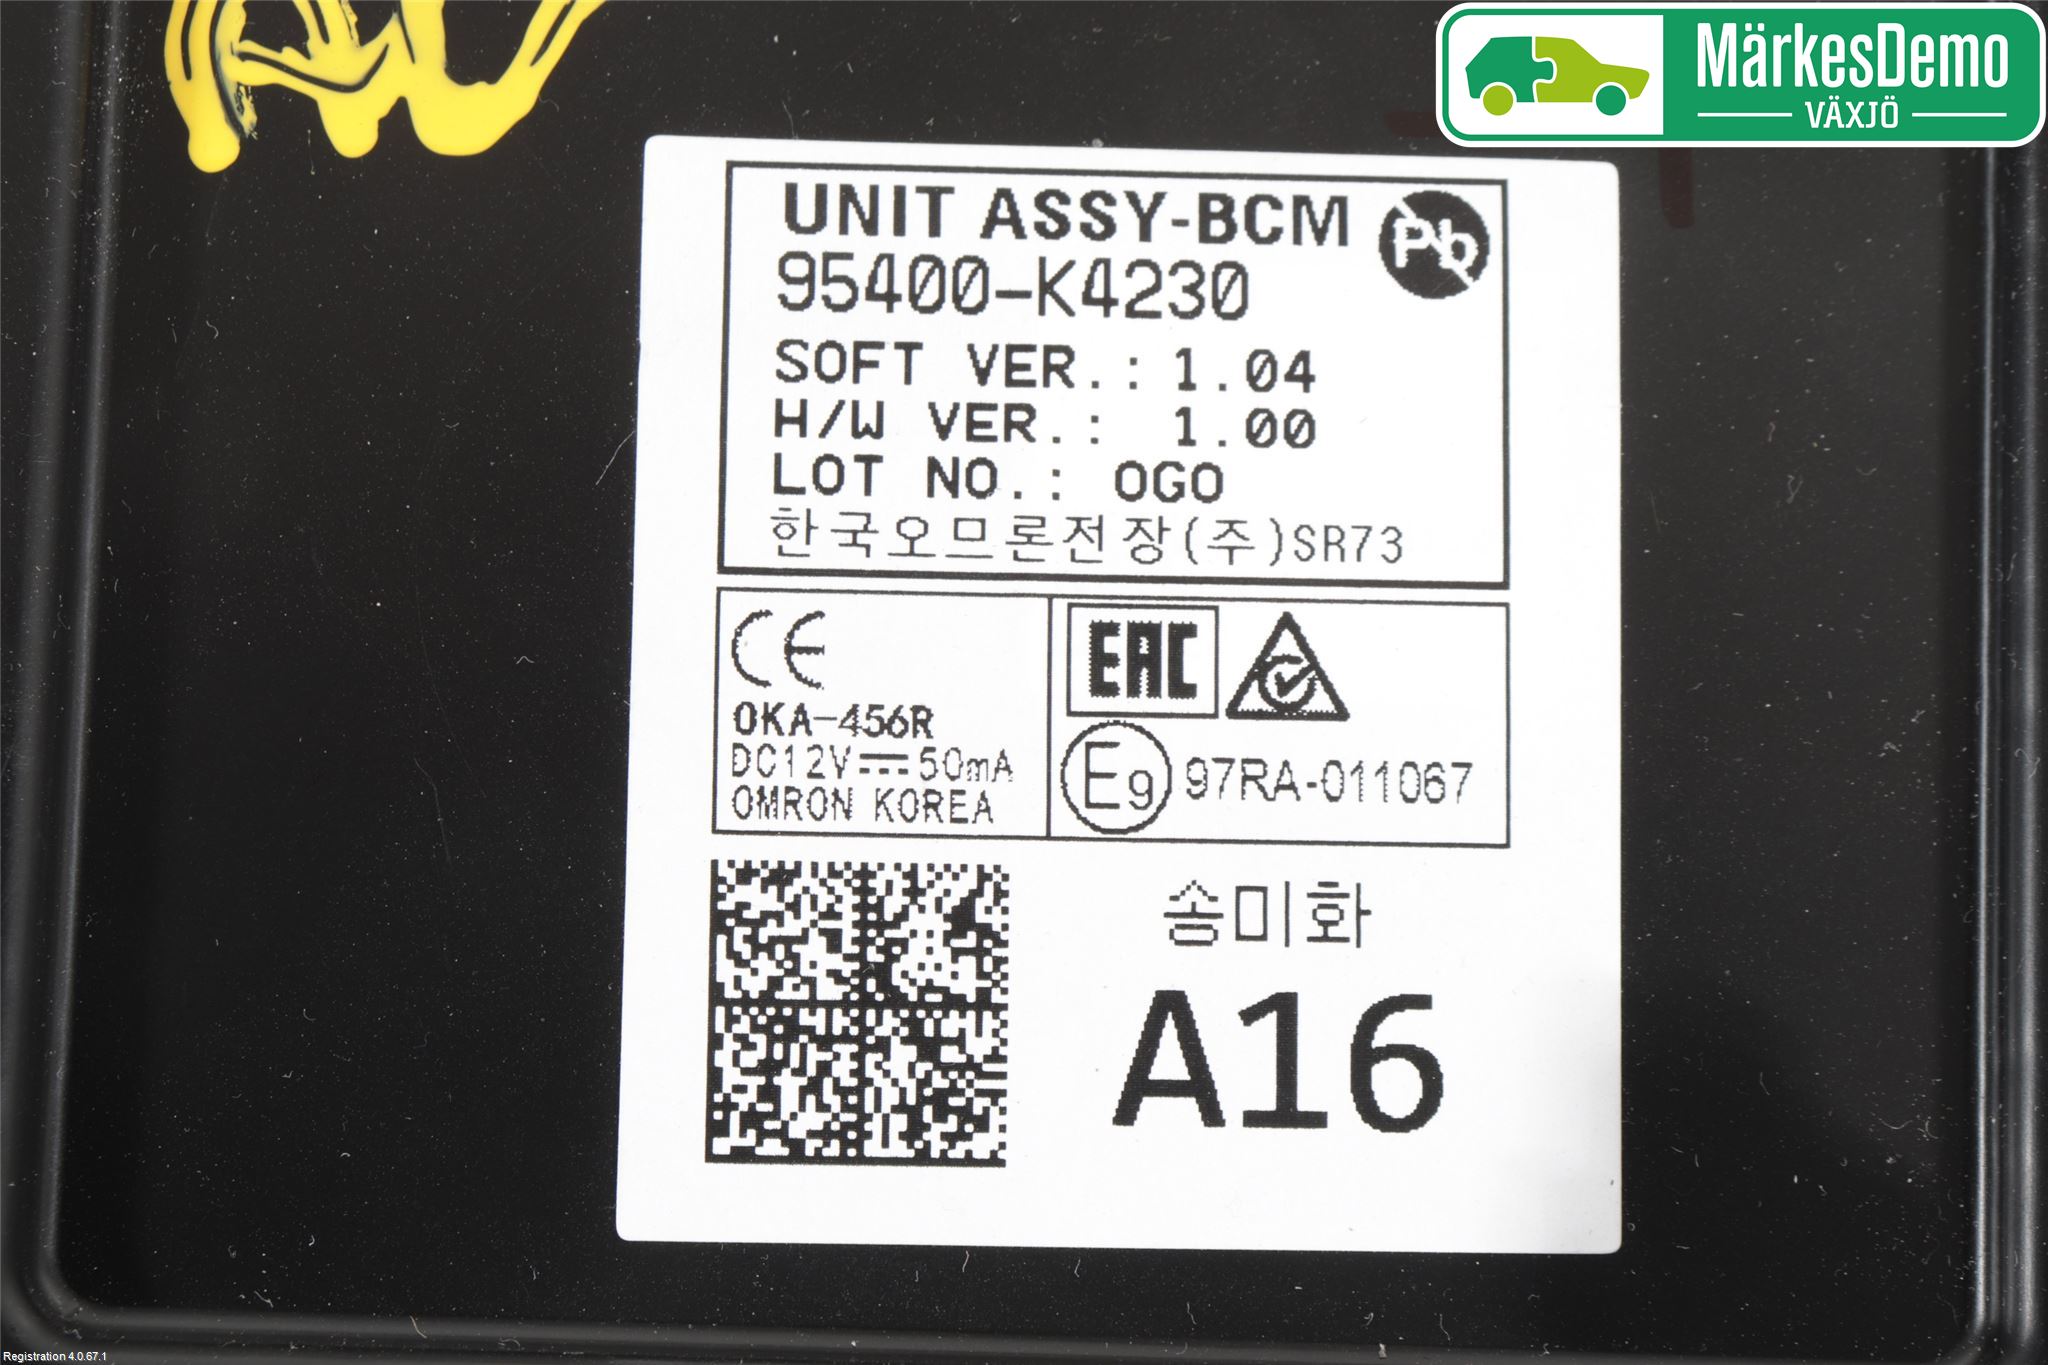 MärkesDemo
VÄXJÖ
UNIT ASSY-BCM
Pb
95400-K4230
SOFT VER.: 1.04
H/W VER.: 1.00
LOT NO.: OGO
한국오므론전장(주)SR73
CE
EAC
OKA-456R
DC12V 50mA
OMRON KOREA
E9 97RA-011067
송미화
A16
Registration 4.0.67.1